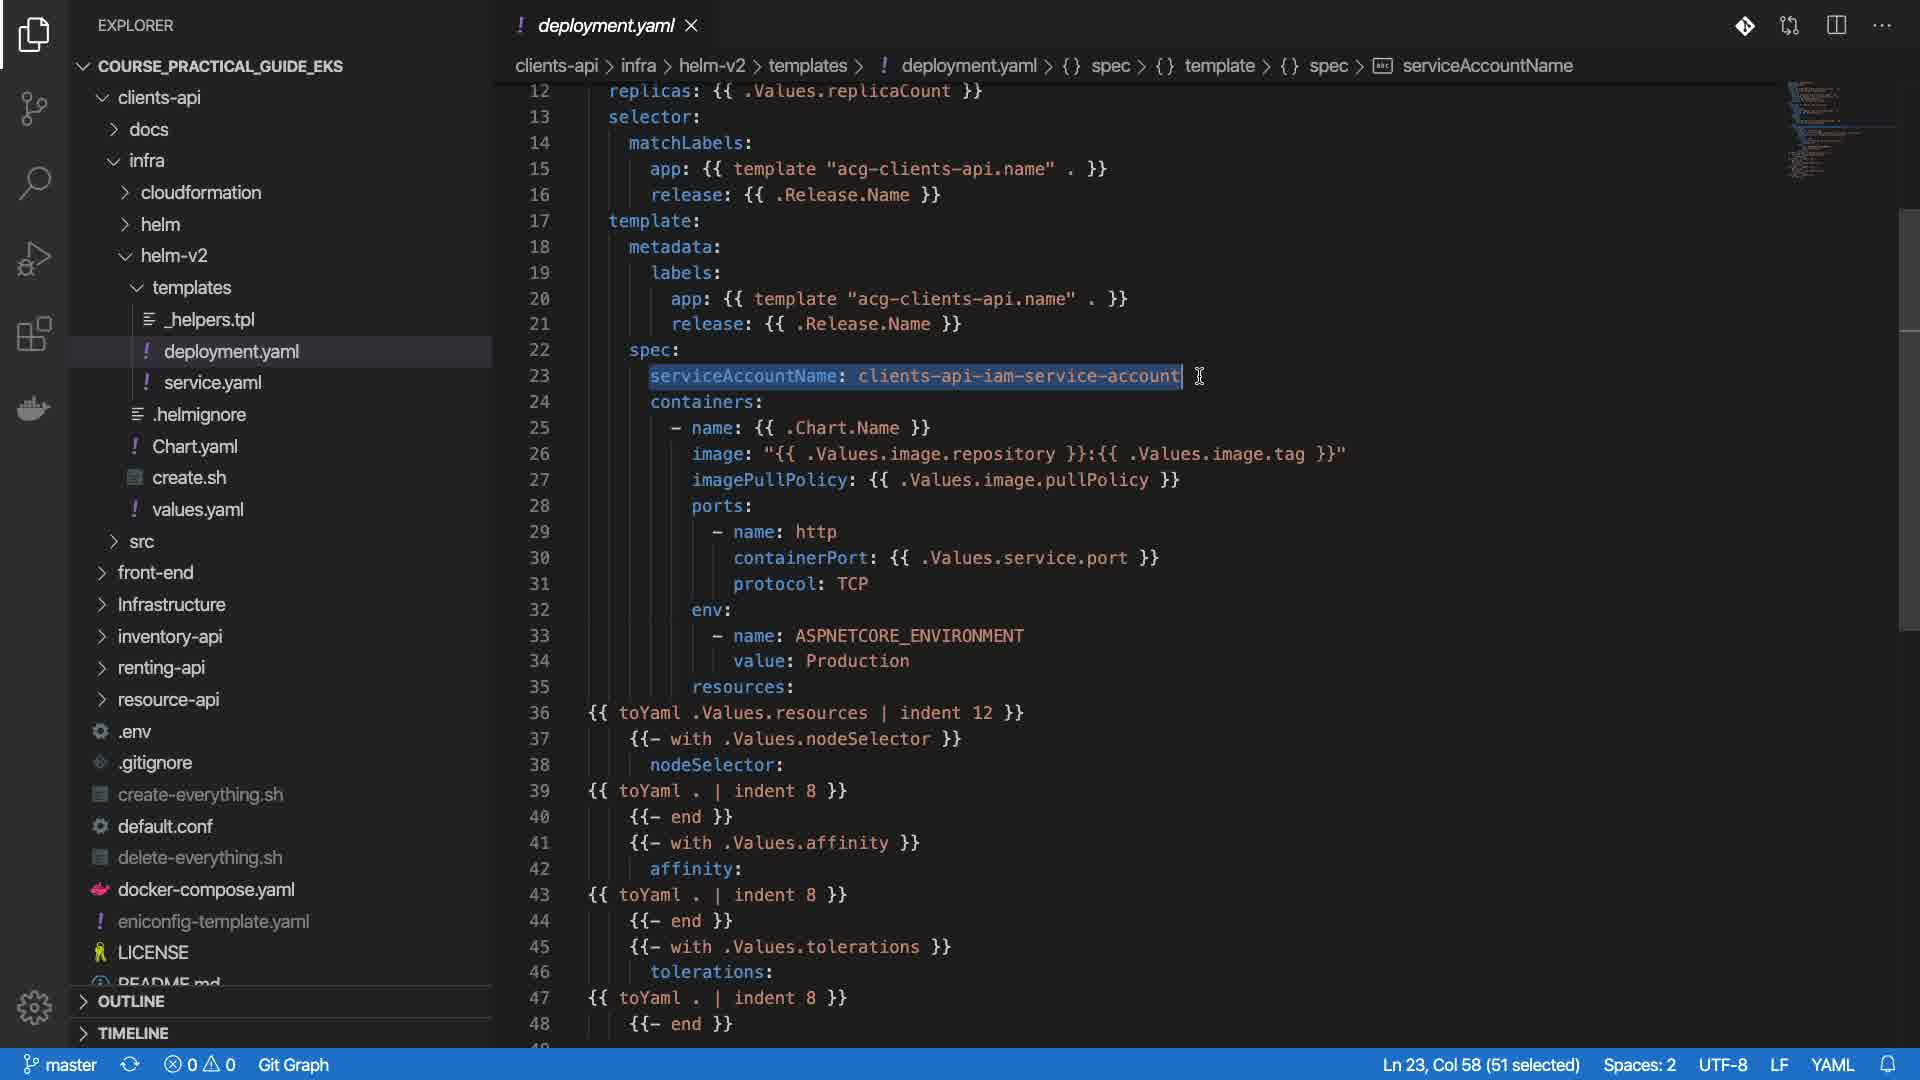 EXPLORER
COURSE_PRACTICAL_GUIDE_EKS
clients-api
docs
infra
cloudformation
helm
helm-v2
templates
_helpers.tpl
! deployment.yaml
! service.yaml
.helmignore
! Chart.yaml
create.sh
! values.yaml
src
front-end
Infrastructure
inventory-api
renting-api
resource-api
.env
.gitignore
create-everything.sh
default.conf
delete-everything.sh
docker-compose.yaml
! eniconfig-template.yaml
LICENSE
README.md
OUTLINE
TIMELINE
! deployment.yaml
clients-api > infra > helm-v2 > templates > ! deployment.yaml > {} spec > {} template > {} spec > abc serviceAccountName
12 replicas: {{ .Values.replicaCount }}
13 selector:
14 matchLabels:
15 app: {{ template "acg-clients-api.name" . }}
16 release: {{ .Release.Name }}
17 template:
18 metadata:
19 labels:
20 app: {{ template "acg-clients-api.name" . }}
21 release: {{ .Release.Name }}
22 spec:
23 serviceAccountName: clients-api-iam-service-account
24 containers:
25 - name: {{ .Chart.Name }}
26 image: "{{ .Values.image.repository }}:{{ .Values.image.tag }}"
27 imagePullPolicy: {{ .Values.image.pullPolicy }}
28 ports:
29 - name: http
30 containerPort: {{ .Values.service.port }}
31 protocol: TCP
32 env:
33 - name: ASPNETCORE_ENVIRONMENT
34 value: Production
35 resources:
36 {{ toYaml .Values.resources | indent 12 }}
37 {{- with .Values.nodeSelector }}
38 nodeSelector:
39 {{ toYaml . | indent 8 }}
40 {{- end }}
41 {{- with .Values.affinity }}
42 affinity:
43 {{ toYaml . | indent 8 }}
44 {{- end }}
45 {{- with .Values.tolerations }}
46 tolerations:
47 {{ toYaml . | indent 8 }}
48 {{- end }}
master 0 0 Git Graph Ln 23, Col 58 (51 selected) Spaces: 2 UTF-8 LF YAML